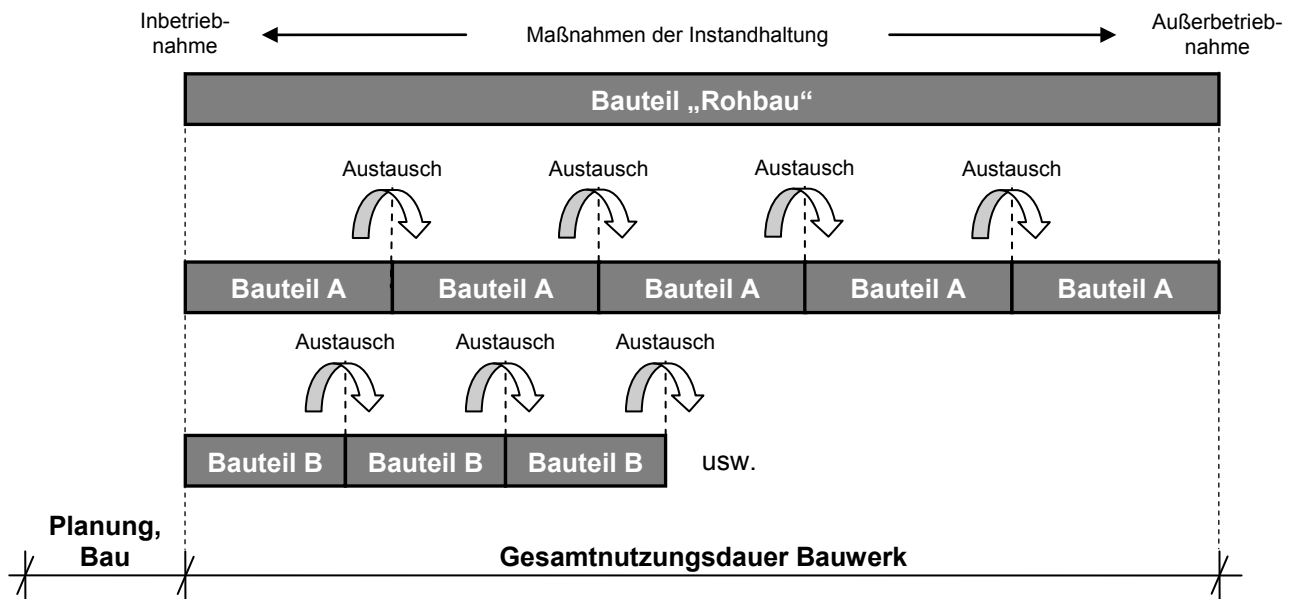 Inbetrieb-
nahme
Maßnahmen der Instandhaltung
Außerbetrieb-
nahme
Bauteil „Rohbau“
Austausch Austausch Austausch Austausch
Bauteil A Bauteil A Bauteil A Bauteil A Bauteil A
Austausch Austausch Austausch
Bauteil B Bauteil B Bauteil B usw.
Planung,
Bau
Gesamtnutzungsdauer Bauwerk